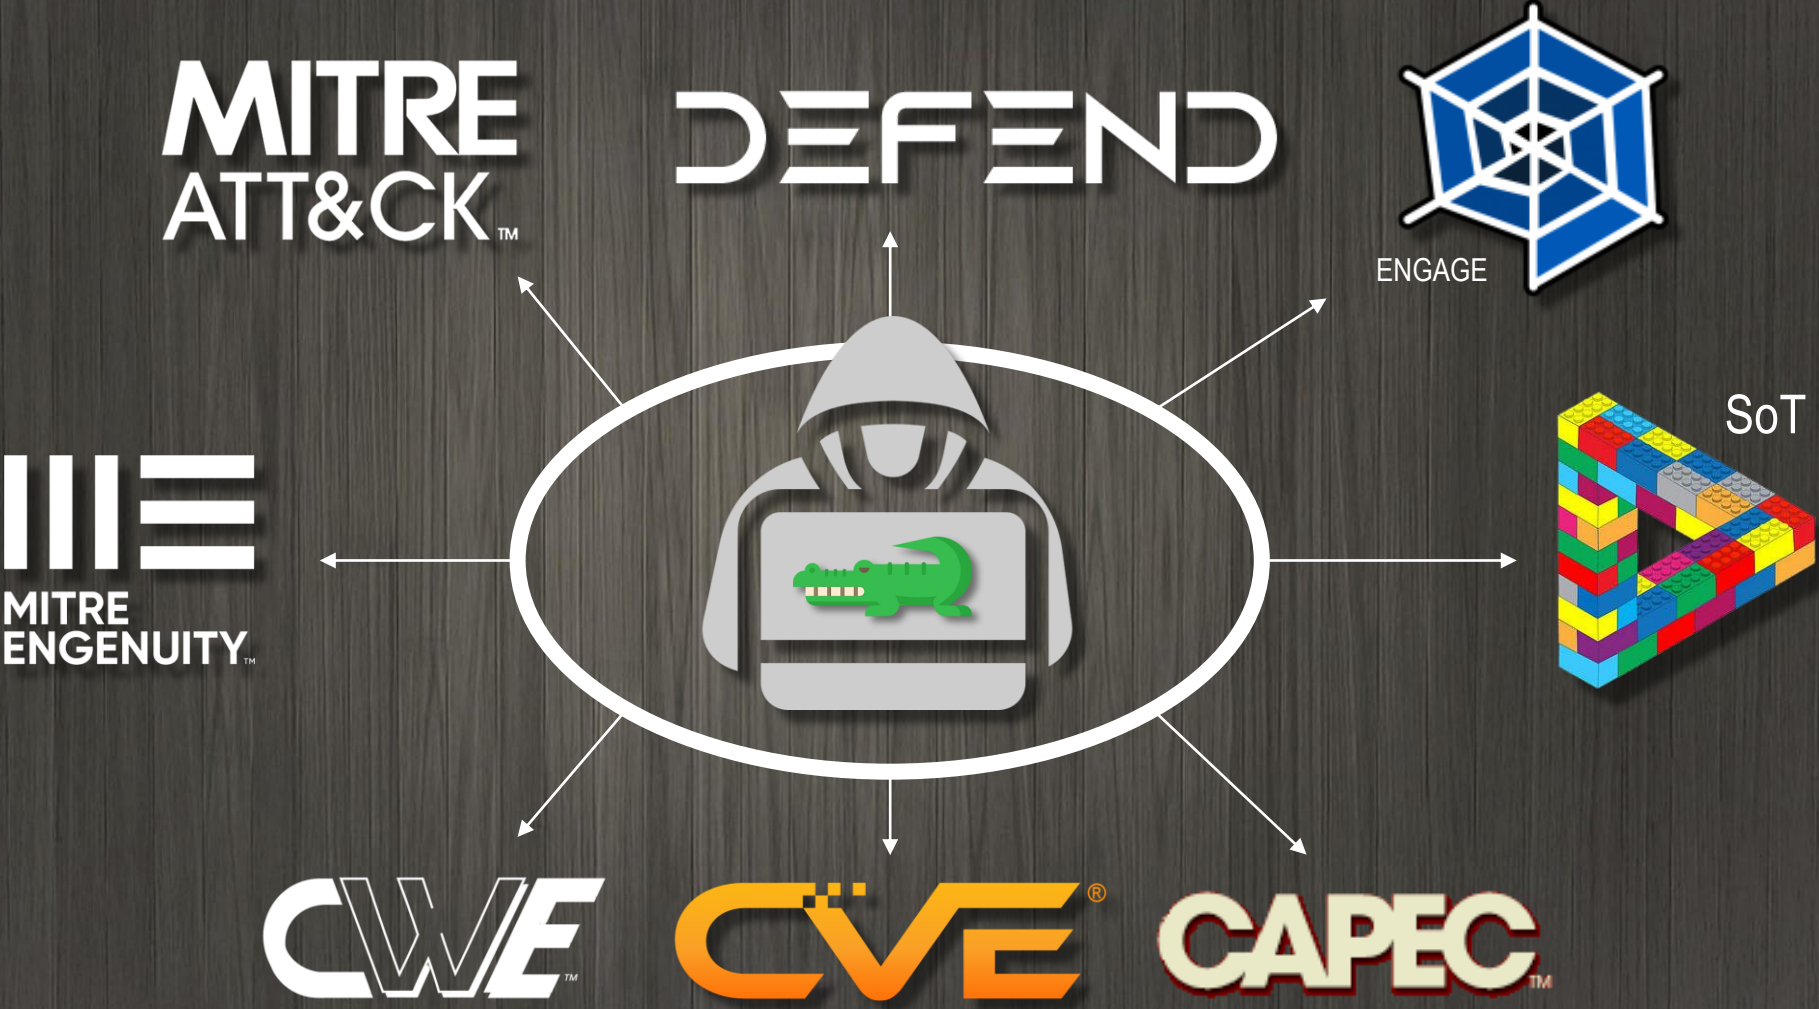 MITRE
ATT&CK™
DEFEND
ENGAGE
SoT
MITRE
ENGENUITY™
CWE™
CVE®
CAPEC™